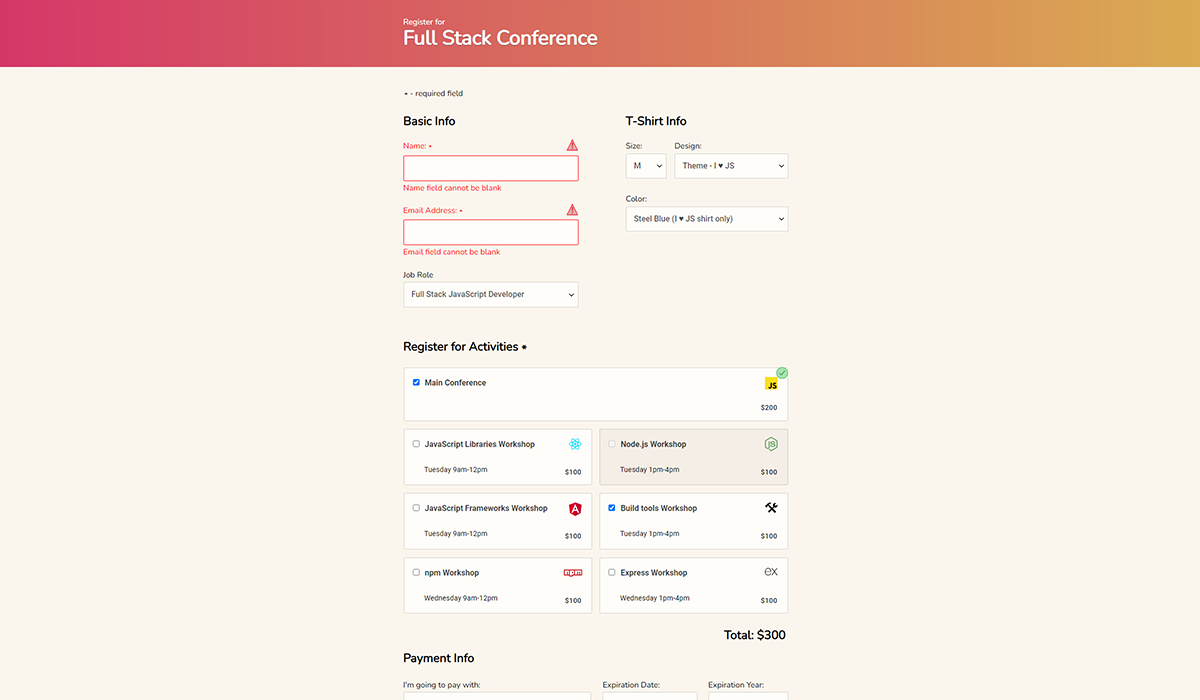 Register for
Full Stack Conference
* - required field
Basic Info
Name: *
Name field cannot be blank
Email Address: *
Email field cannot be blank
Job Role
Full Stack JavaScript Developer
T-Shirt Info
Size:
Design:
M
Theme - I ♥ JS
Color:
Steel Blue (I ♥ JS shirt only)
Register for Activities *
Main Conference
JS
$200
JavaScript Libraries Workshop
Tuesday 9am-12pm
$100
Node.js Workshop
JS
Tuesday 1pm-4pm
$100
JavaScript Frameworks Workshop
A
Tuesday 9am-12pm
$100
Build tools Workshop
Tuesday 1pm-4pm
$100
npm Workshop
npm
Wednesday 9am-12pm
$100
Express Workshop
ex
Wednesday 1pm-4pm
$100
Total: $300
Payment Info
I'm going to pay with:
Expiration Date:
Expiration Year: